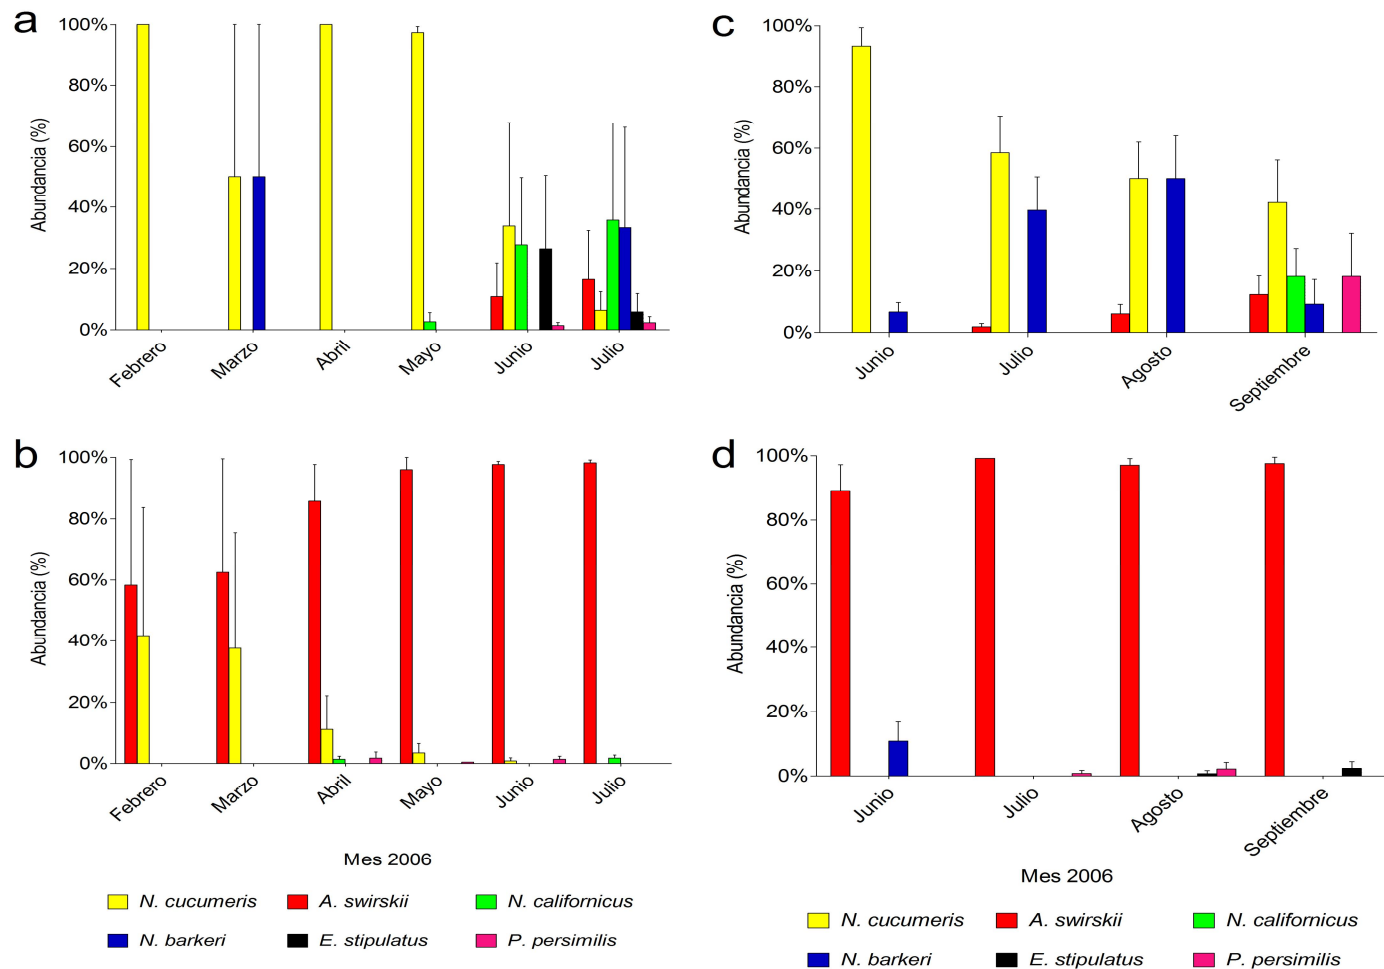 a
100%
80%
60%
40%
20%
0%
Abundancia (%)
Febrero
Marzo
Abril
Mayo
Junio
Julio
c
100%
80%
60%
40%
20%
0%
Abundancia (%)
Junio
Julio
Agosto
Septiembre
b
100%
80%
60%
40%
20%
0%
Abundancia (%)
Febrero
Marzo
Abril
Mayo
Junio
Julio
Mes 2006
N. cucumeris
A. swirskii
N. californicus
N. barkeri
E. stipulatus
P. persimilis
d
100%
80%
60%
40%
20%
0%
Abundancia (%)
Junio
Julio
Agosto
Septiembre
Mes 2006
N. cucumeris
A. swirskii
N. californicus
N. barkeri
E. stipulatus
P. persimilis